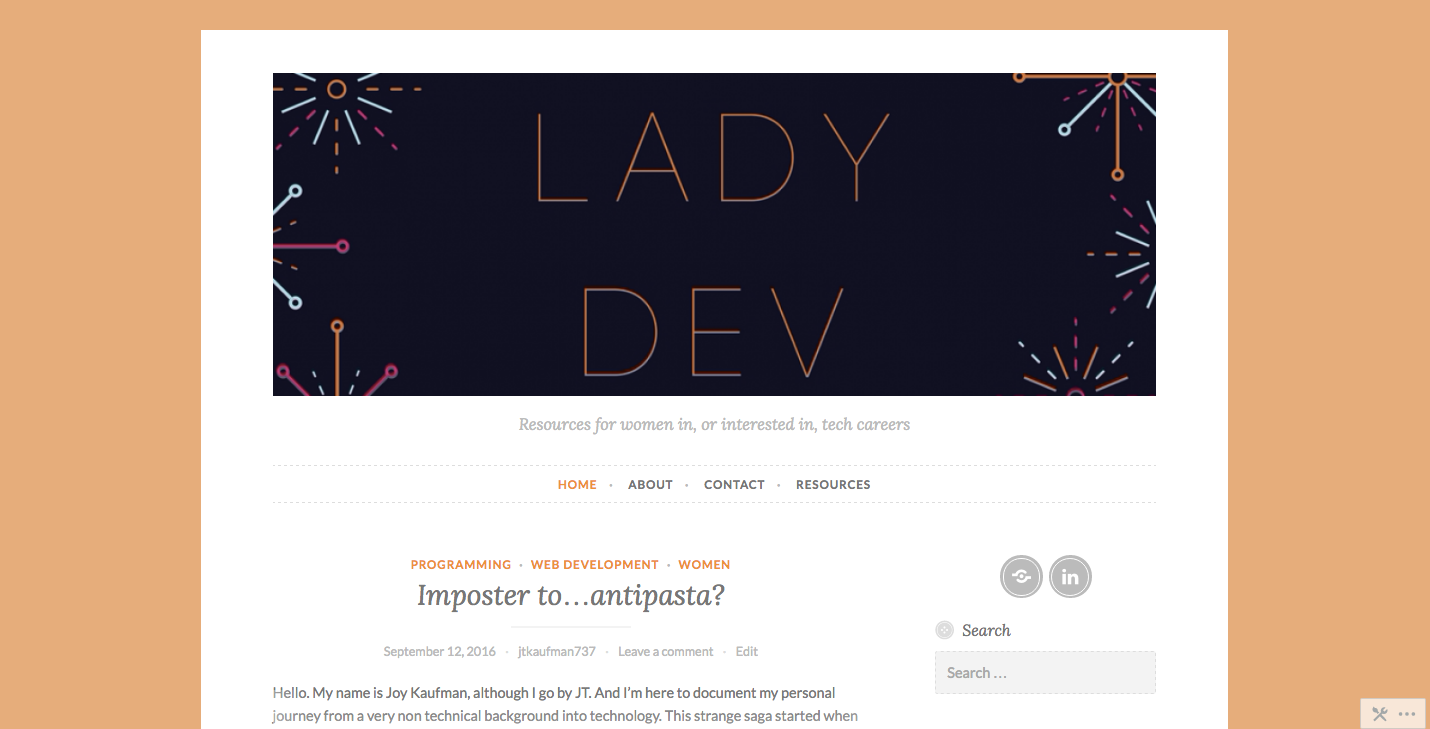 LADY
DEV
Resources for women in, or interested in, tech careers
HOME · ABOUT · CONTACT · RESOURCES
PROGRAMMING · WEB DEVELOPMENT · WOMEN
Imposter to…antipasta?
September 12, 2016 · jtkaufman737 · Leave a comment · Edit
Hello. My name is Joy Kaufman, although I go by JT. And I'm here to document my personal
journey from a very non technical background into technology. This strange saga started when
in
Search
Search …